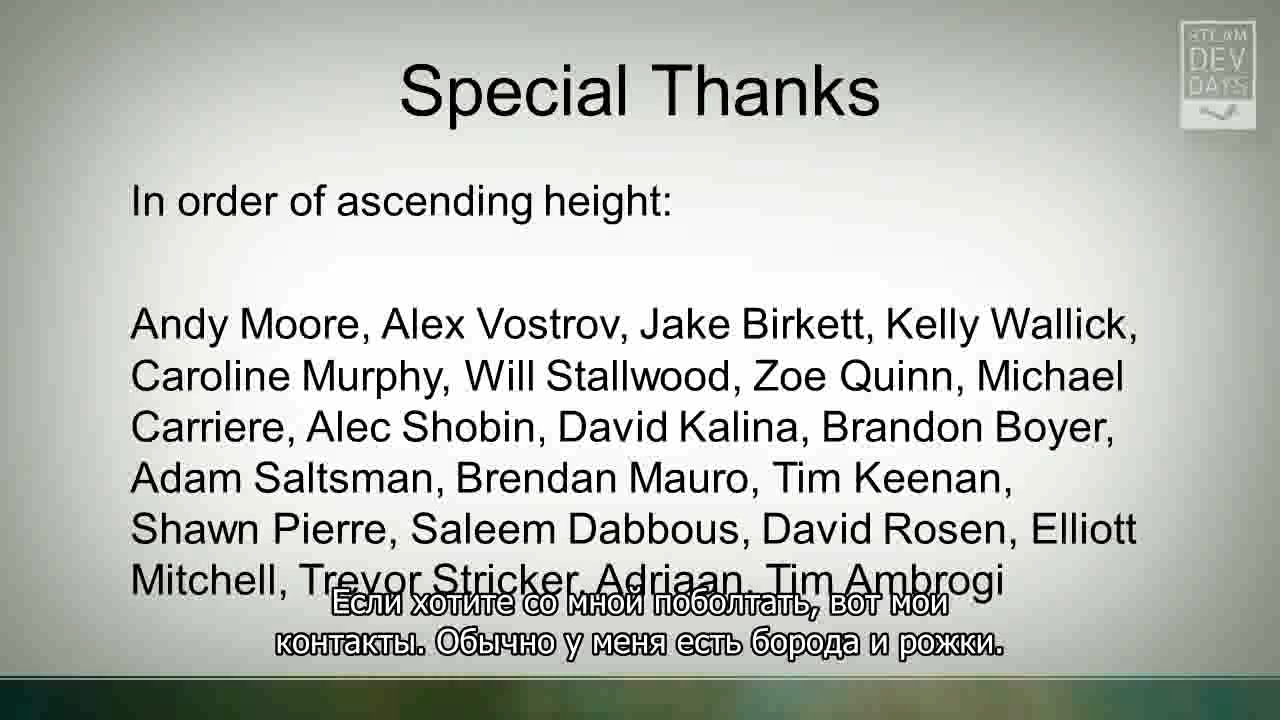 STEAM
DEV
DAYS
Special Thanks
In order of ascending height:
Andy Moore, Alex Vostrov, Jake Birkett, Kelly Wallick,
Caroline Murphy, Will Stallwood, Zoe Quinn, Michael
Carriere, Alec Shobin, David Kalina, Brandon Boyer,
Adam Saltsman, Brendan Mauro, Tim Keenan,
Shawn Pierre, Saleem Dabbous, David Rosen, Elliott
Mitchell, Trevor Stricker, Adriaan, Tim Ambrogi
Если хотите со мной поболтать, вот мои
контакты. Обычно у меня есть борода и рожки.